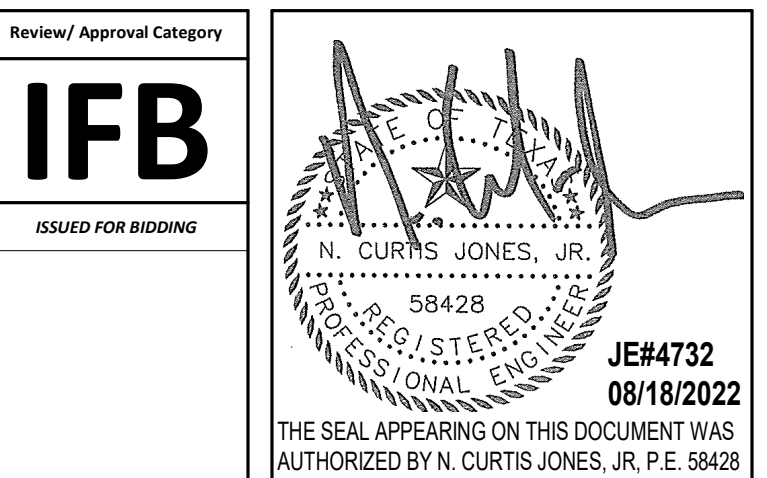 Review/ Approval Category
IFB
ISSUED FOR BIDDING
STATE OF TEXAS
N. CURTIS JONES, JR.
58428
REGISTERED
PROFESSIONAL ENGINEER
JE#4732
08/18/2022
THE SEAL APPEARING ON THIS DOCUMENT WAS
AUTHORIZED BY N. CURTIS JONES, JR, P.E. 58428